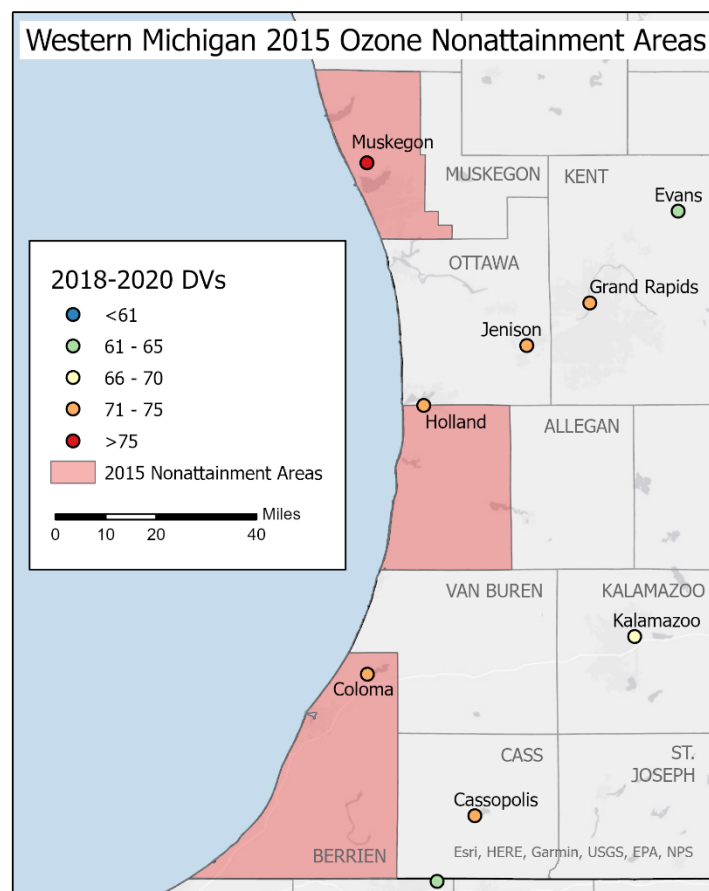 Western Michigan 2015 Ozone Nonattainment Areas
Muskegon
MUSKEGON
KENT
Evans
OTTAWA
Grand Rapids
Jenison
Holland
ALLEGAN
2018-2020 DVs
<61
61 - 65
66 - 70
71 - 75
>75
2015 Nonattainment Areas
Miles
0 10 20 40
VAN BUREN
KALAMAZOO
Kalamazoo
Coloma
CASS
ST.
JOSEPH
Cassopolis
BERRIEN
Esri, HERE, Garmin, USGS, EPA, NPS